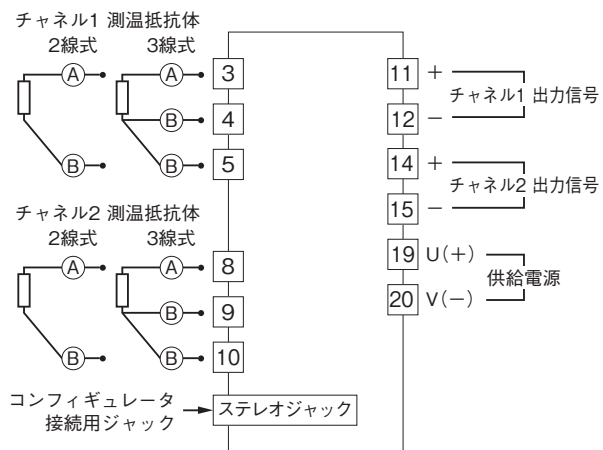 チャネル1 測温抵抗体
2線式 3線式
A A 3
B 4
B B 5
チャネル2 測温抵抗体
2線式 3線式
A A 8
B 9
B B 10
コンフィギュレータ
接続用ジャック
ステレオジャック
11 +
チャネル1 出力信号
12 −
14 +
チャネル2 出力信号
15 −
19 U(+)
供給電源
20 V(−)